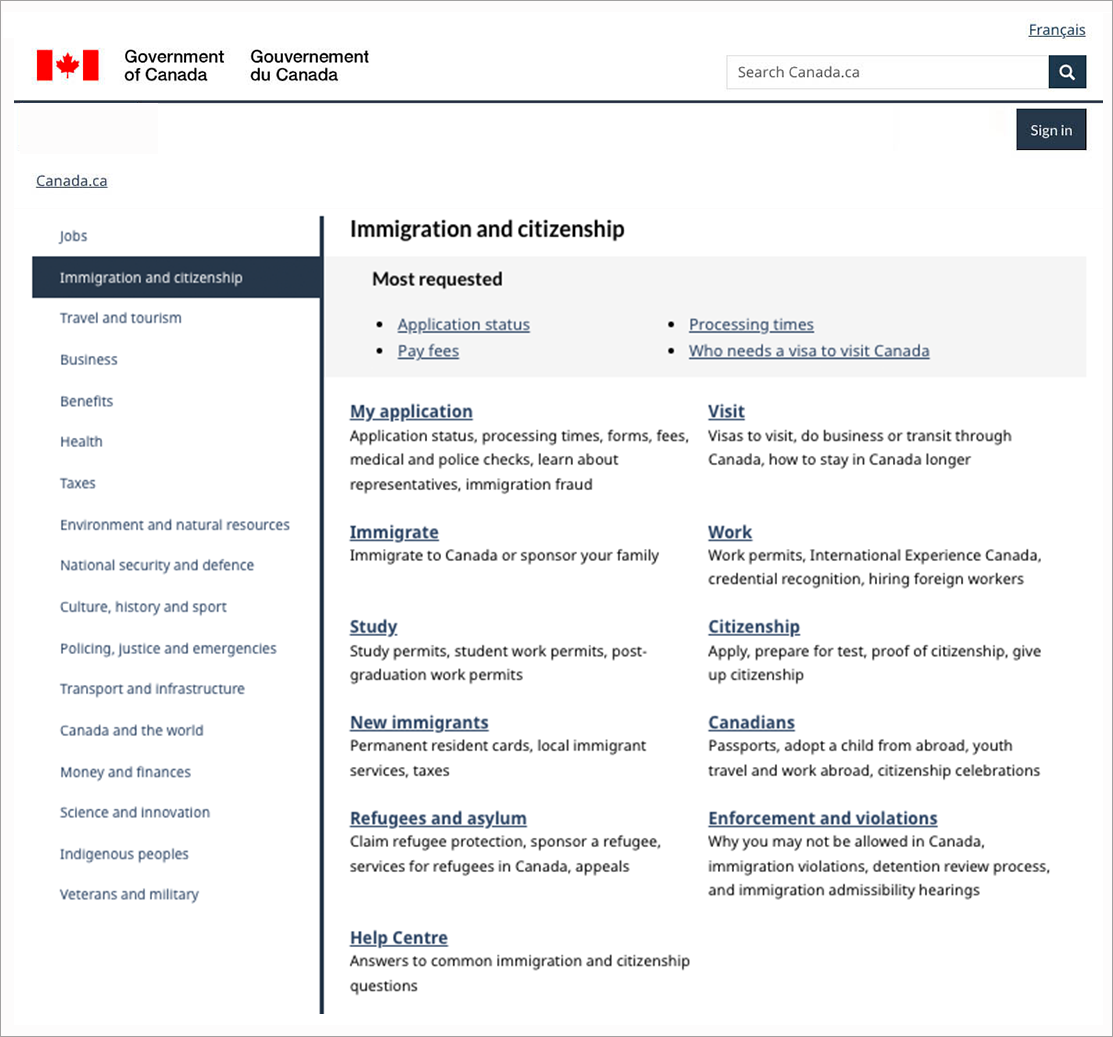 Français
Government
of Canada
Gouvernement
du Canada
Search Canada.ca
Sign in
Canada.ca
Jobs
Immigration and citizenship
Travel and tourism
Business
Benefits
Health
Taxes
Environment and natural resources
National security and defence
Culture, history and sport
Policing, justice and emergencies
Transport and infrastructure
Canada and the world
Money and finances
Science and innovation
Indigenous peoples
Veterans and military
Immigration and citizenship
Most requested
• Application status
• Pay fees
• Processing times
• Who needs a visa to visit Canada
My application
Application status, processing times, forms, fees,
medical and police checks, learn about
representatives, immigration fraud
Visit
Visas to visit, do business or transit through
Canada, how to stay in Canada longer
Immigrate
Immigrate to Canada or sponsor your family
Work
Work permits, International Experience Canada,
credential recognition, hiring foreign workers
Study
Study permits, student work permits, post-
graduation work permits
Citizenship
Apply, prepare for test, proof of citizenship, give
up citizenship
New immigrants
Permanent resident cards, local immigrant
services, taxes
Canadians
Passports, adopt a child from abroad, youth
travel and work abroad, citizenship celebrations
Refugees and asylum
Claim refugee protection, sponsor a refugee,
services for refugees in Canada, appeals
Enforcement and violations
Why you may not be allowed in Canada,
immigration violations, detention review process,
and immigration admissibility hearings
Help Centre
Answers to common immigration and citizenship
questions